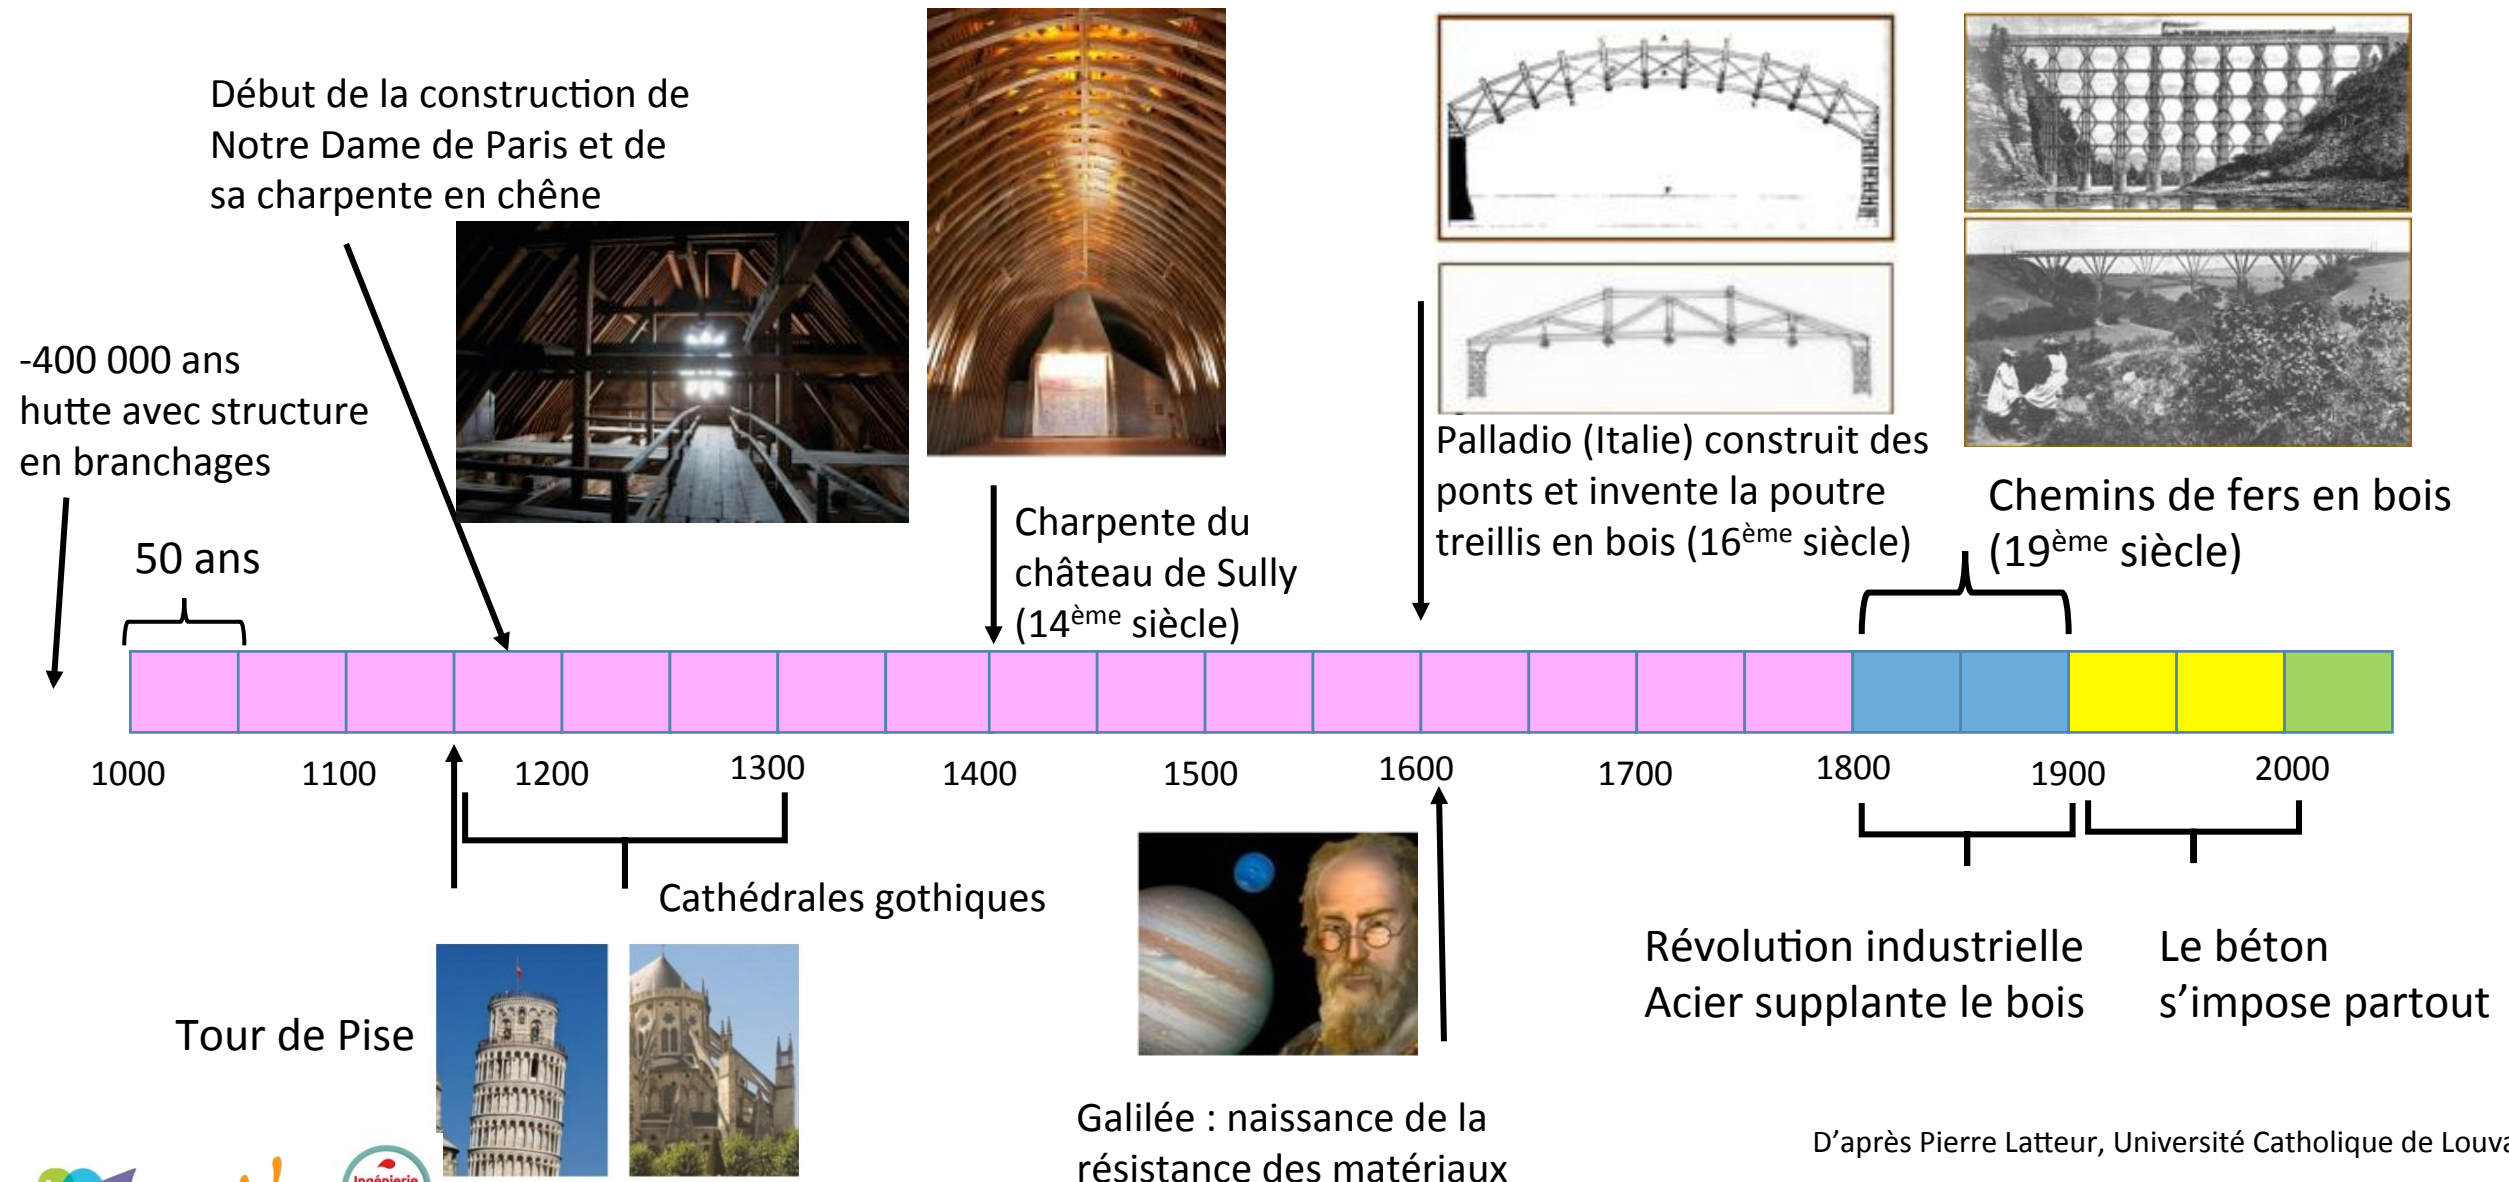 Début de la construction de
Notre Dame de Paris et de
sa charpente en chêne
-400 000 ans
hutte avec structure
en branchages
50 ans
Charpente du
château de Sully
(14ème siècle)
Palladio (Italie) construit des
ponts et invente la poutre
treillis en bois (16ème siècle)
Chemins de fers en bois
(19ème siècle)
1000 1100 1200 1300 1400 1500 1600 1700 1800 1900 2000
Cathédrales gothiques
Tour de Pise
Galilée : naissance de la
résistance des matériaux
Révolution industrielle
Acier supplante le bois
Le béton
s’impose partout
D’après Pierre Latteur, Université Catholique de Louva
Ingénierie